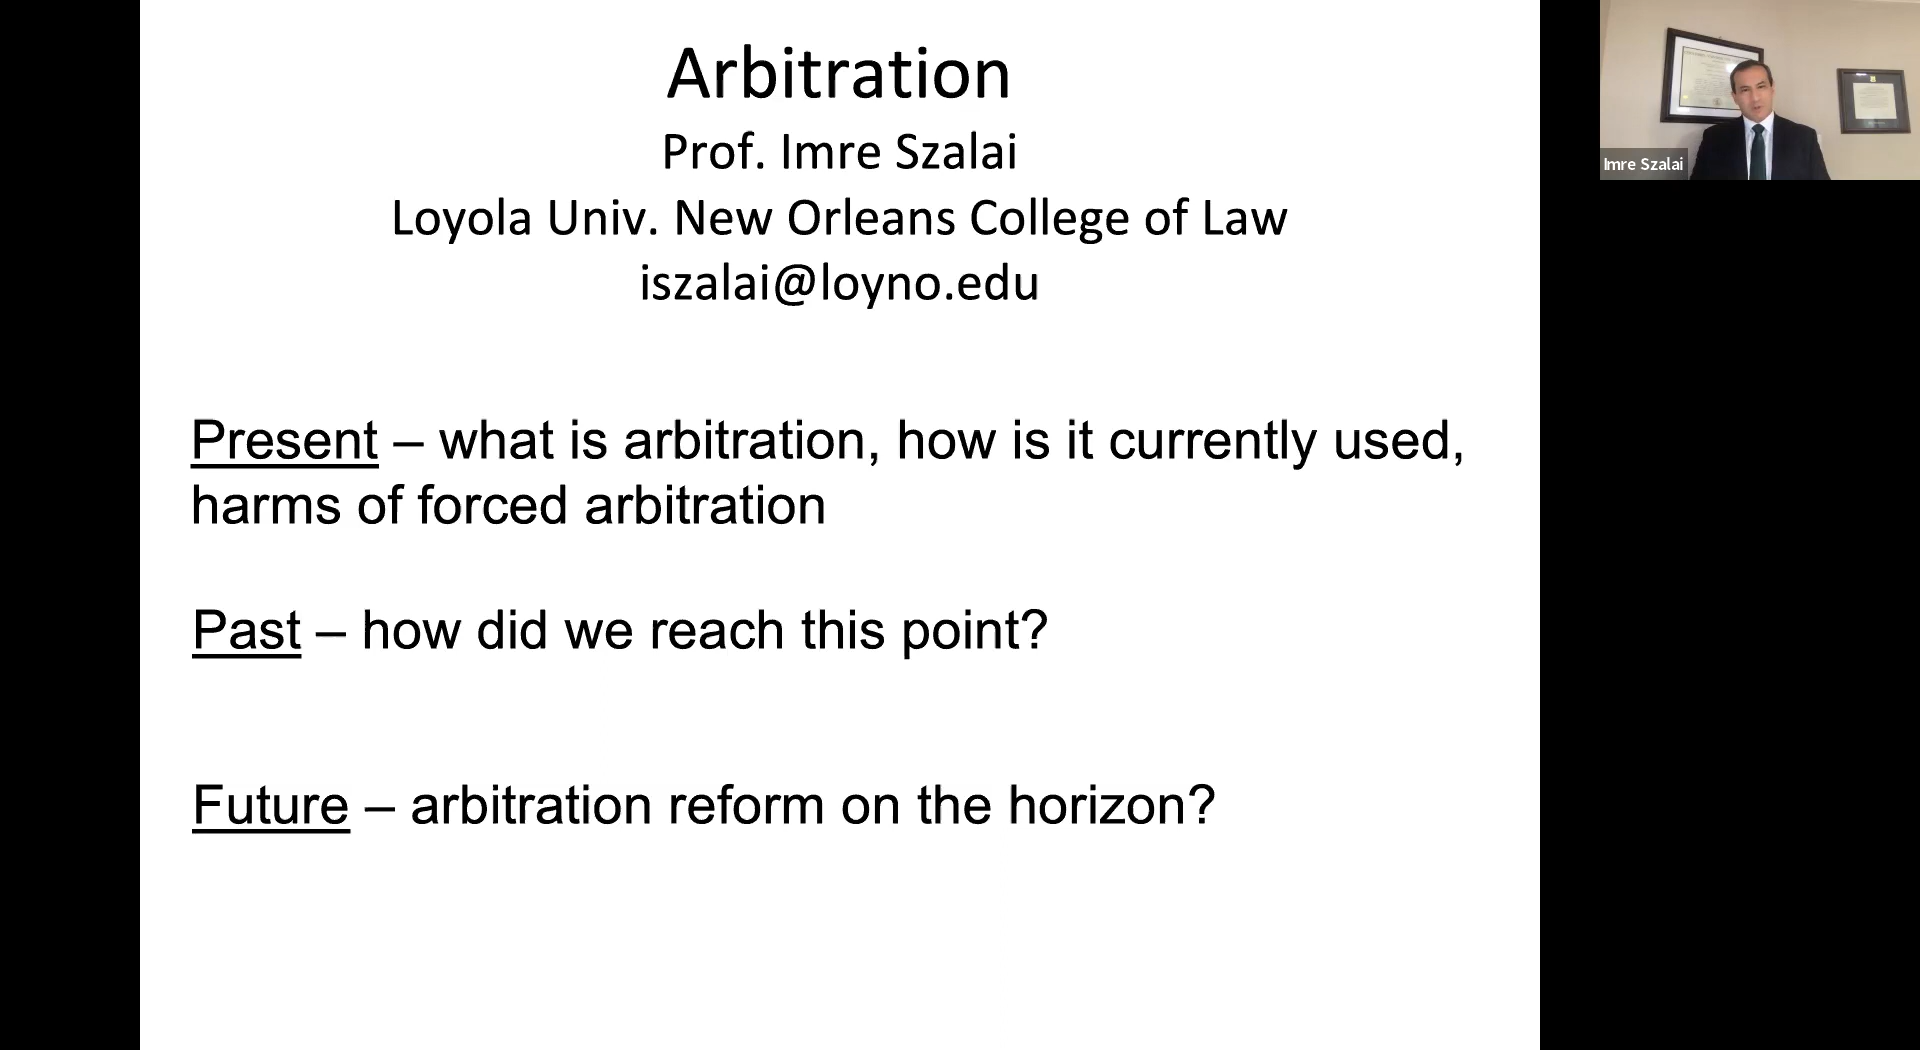 Arbitration
Prof. Imre Szalai
Loyola Univ. New Orleans College of Law
iszalai@loyno.edu
Present – what is arbitration, how is it currently used,
harms of forced arbitration
Past – how did we reach this point?
Future – arbitration reform on the horizon?
Imre Szalai